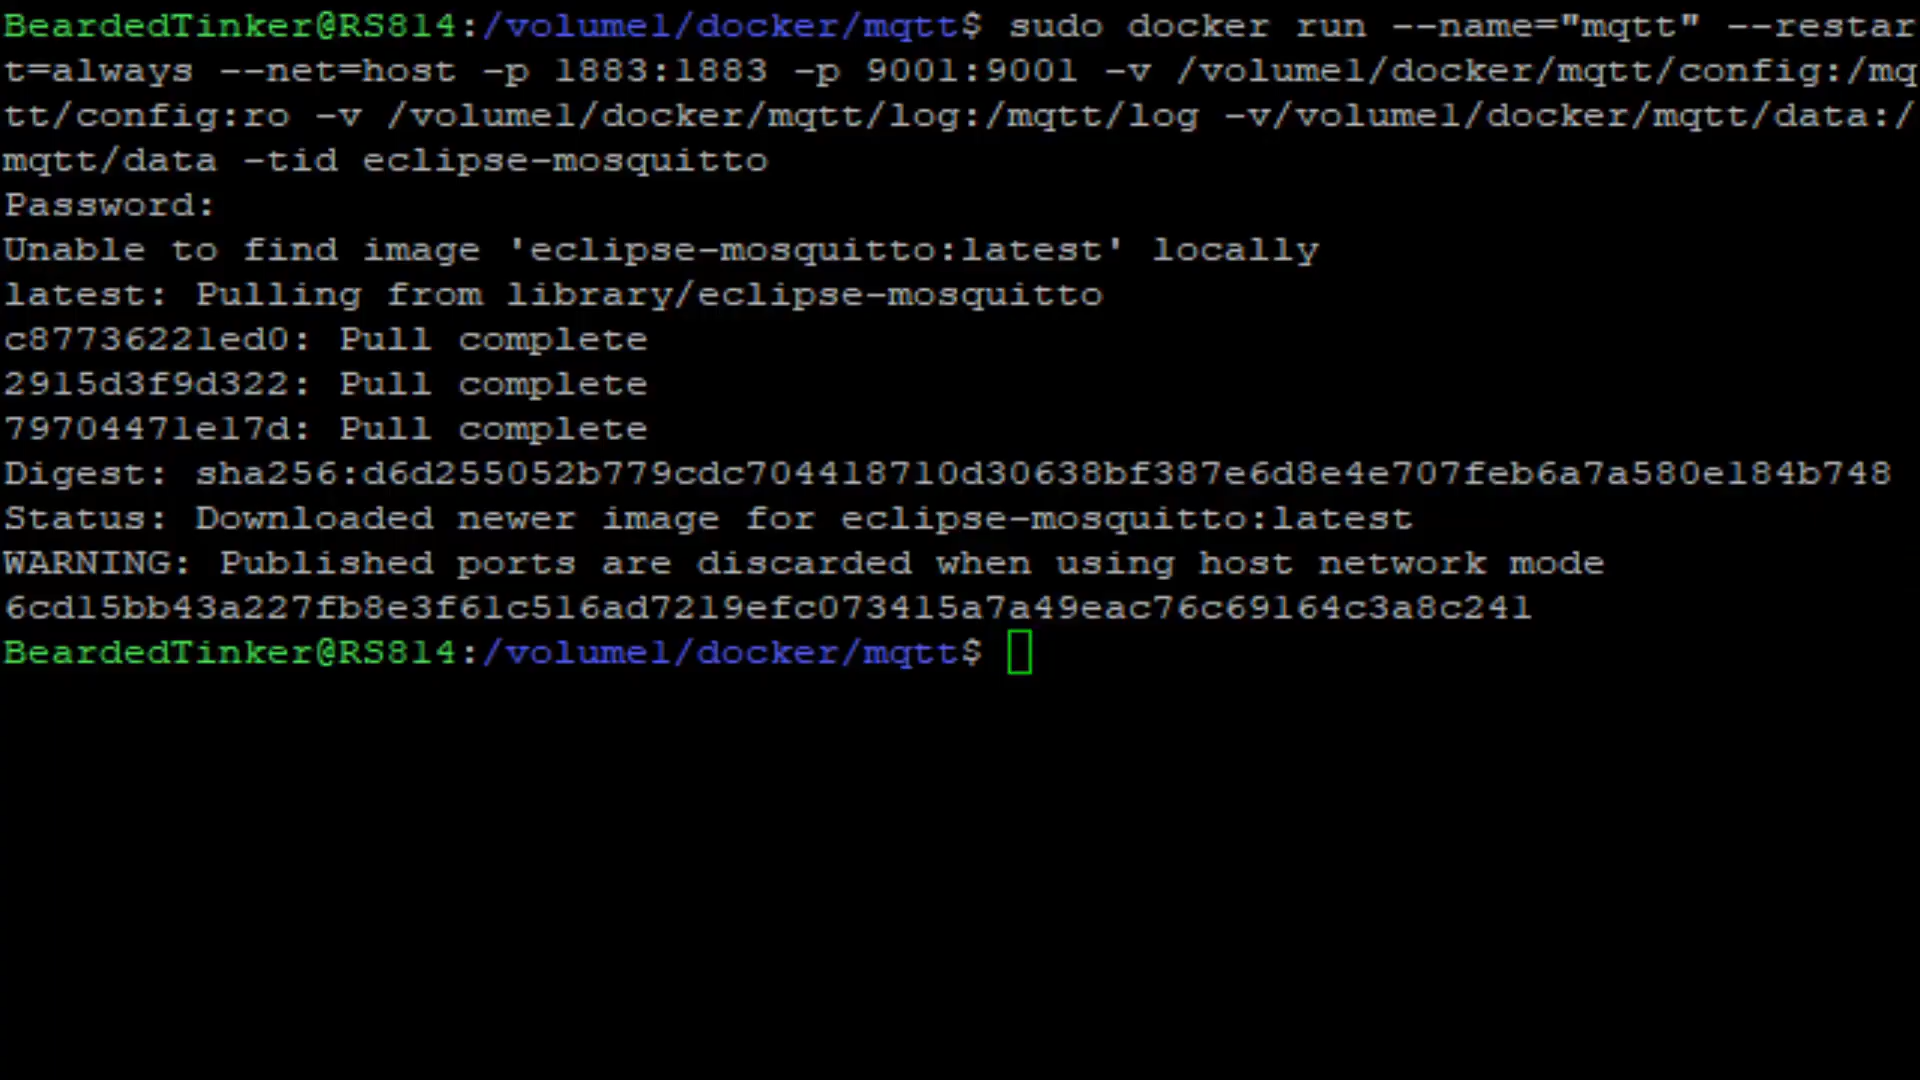 BeardedTinker@RS814:/volume1/docker/mqtt$ sudo docker run --name="mqtt" --restar
t=always --net=host -p 1883:1883 -p 9001:9001 -v /volume1/docker/mqtt/config:/mq
tt/config:ro -v /volume1/docker/mqtt/log:/mqtt/log -v/volume1/docker/mqtt/data:/
mqtt/data -tid eclipse-mosquitto
Password:
Unable to find image 'eclipse-mosquitto:latest' locally
latest: Pulling from library/eclipse-mosquitto
c87736221ed0: Pull complete
2915d3f9d322: Pull complete
79704471e17d: Pull complete
Digest: sha256:d6d255052b779cdc704418710d30638bf387e6d8e4e707feb6a7a580e184b748
Status: Downloaded newer image for eclipse-mosquitto:latest
WARNING: Published ports are discarded when using host network mode
6cd15bb43a227fb8e3f61c516ad7219efc073415a7a49eac76c69164c3a8c241
BeardedTinker@RS814:/volume1/docker/mqtt$